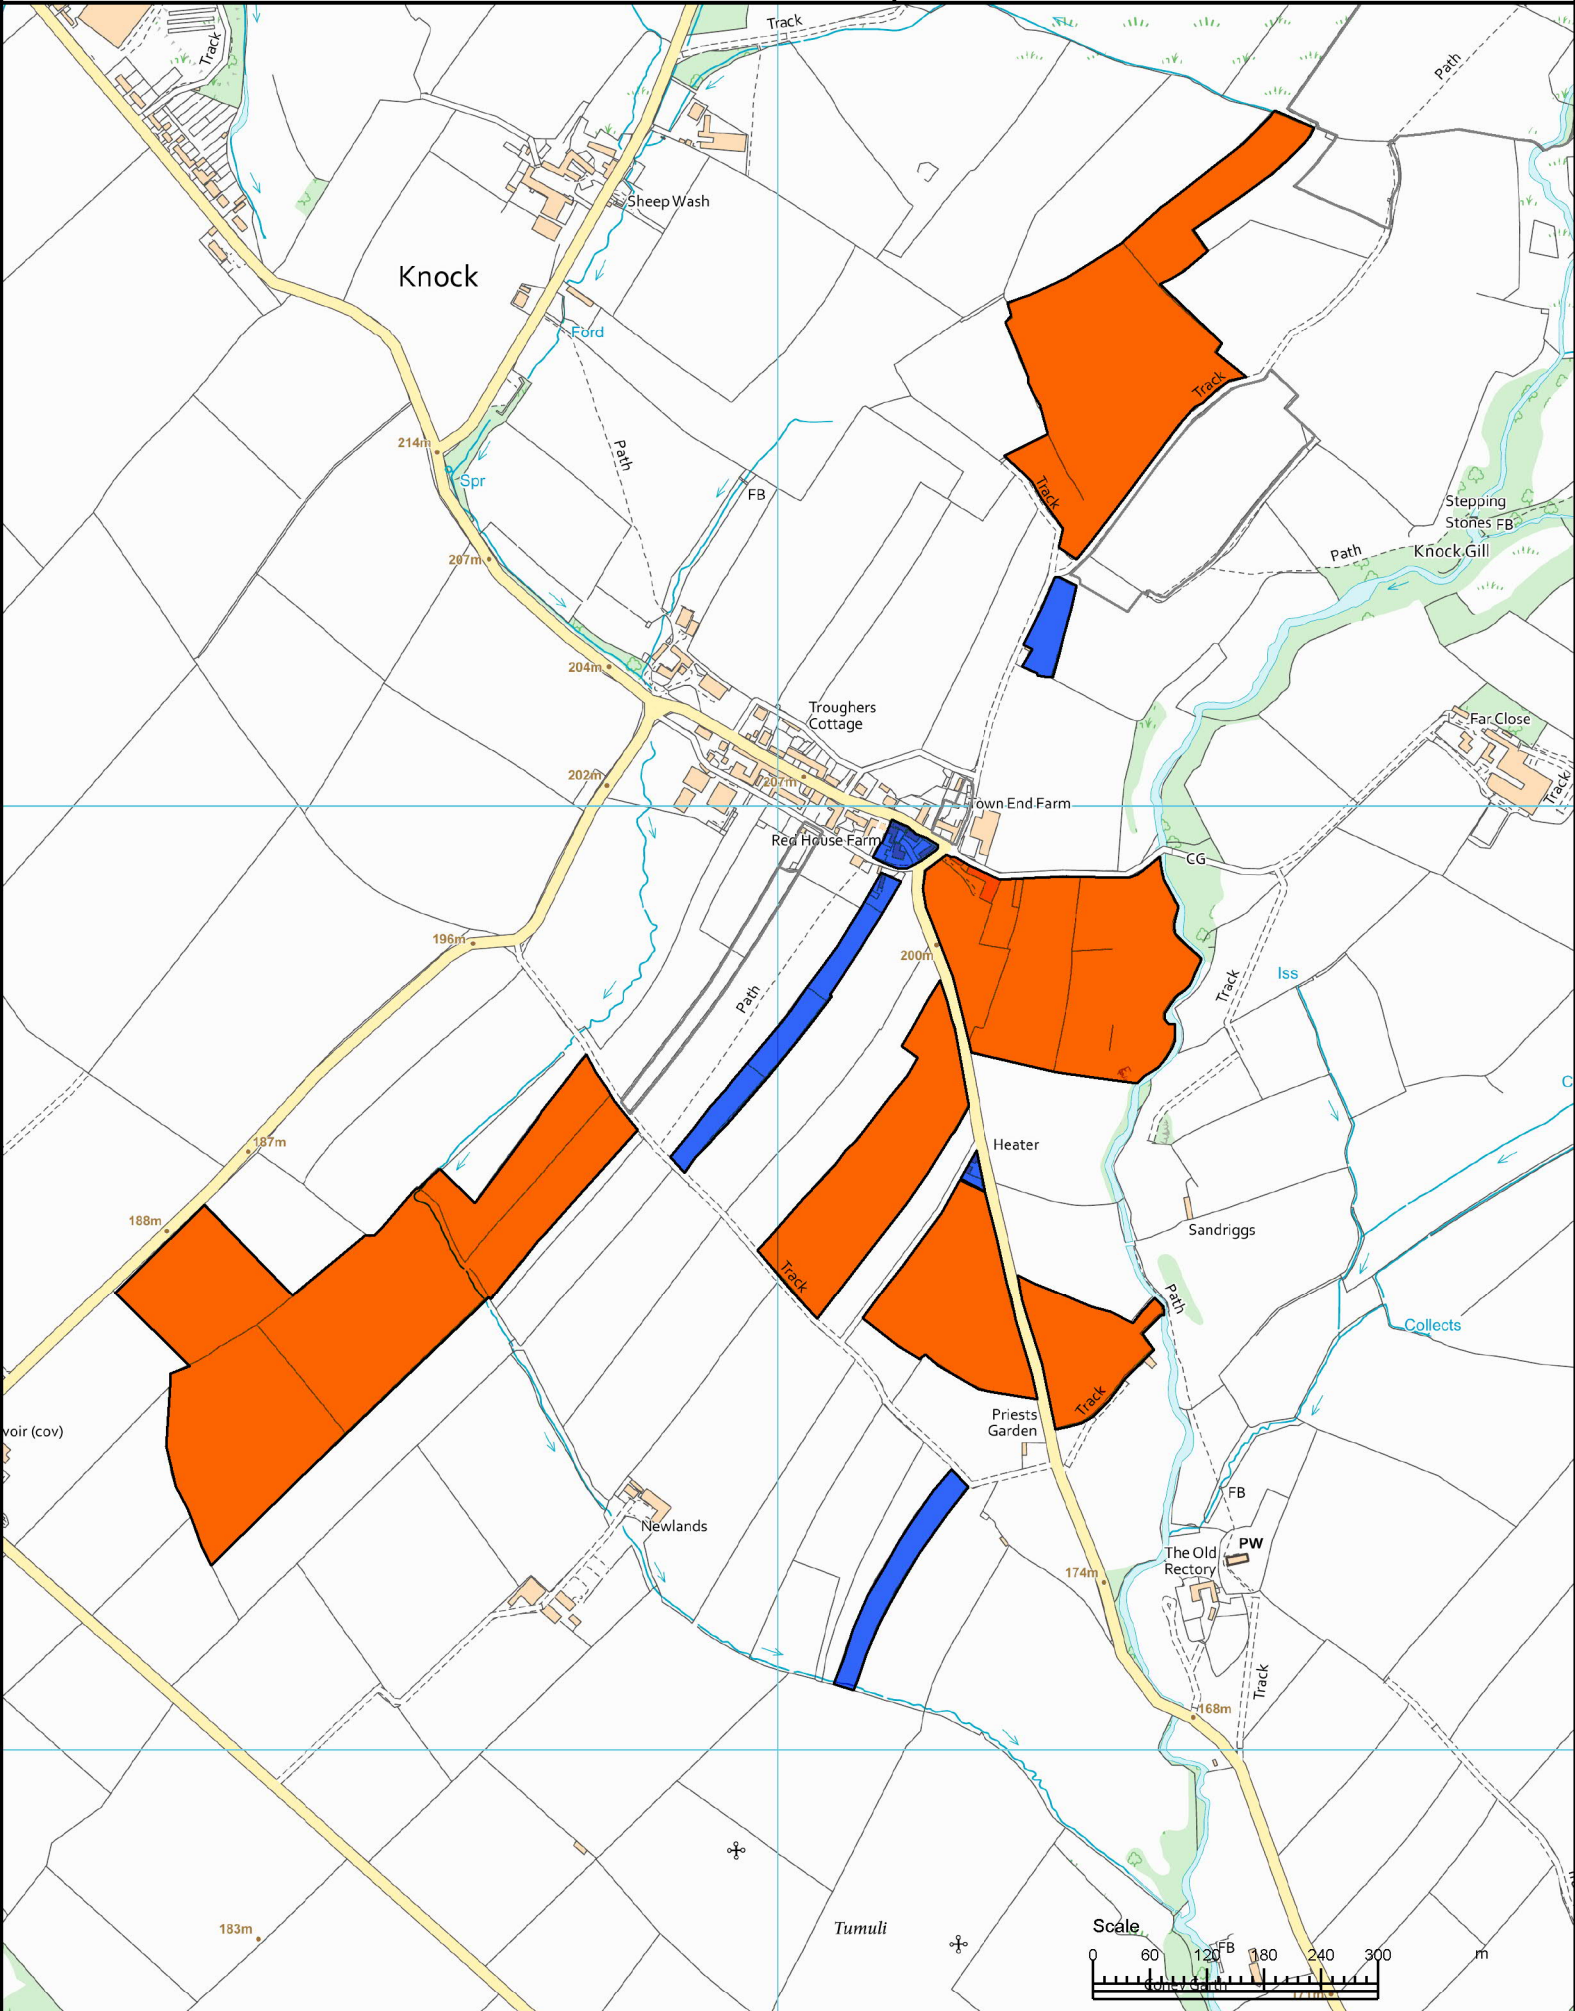 Track
Track
Path
Sheep Wash
Knock
Ford
Track
214m
Path
Spr
FB
Track
Stepping
Stones FB
Knock Gill
Path
207m
204m
Troughers
Cottage
Far Close
202m
207m
Track
Town End Farm
Red House Farm
CG
196m
200m
Iss
Track
Path
C
187m
Heater
188m
Sandriggs
Track
Path
Collects
Track
Priests
Garden
voir (cov)
FB
Newlands
PW
The Old
Rectory
174m
Track
168m
183m
Tumuli
Scale
FB
0 60 120 180 240 300 m
Coney Garth
171m